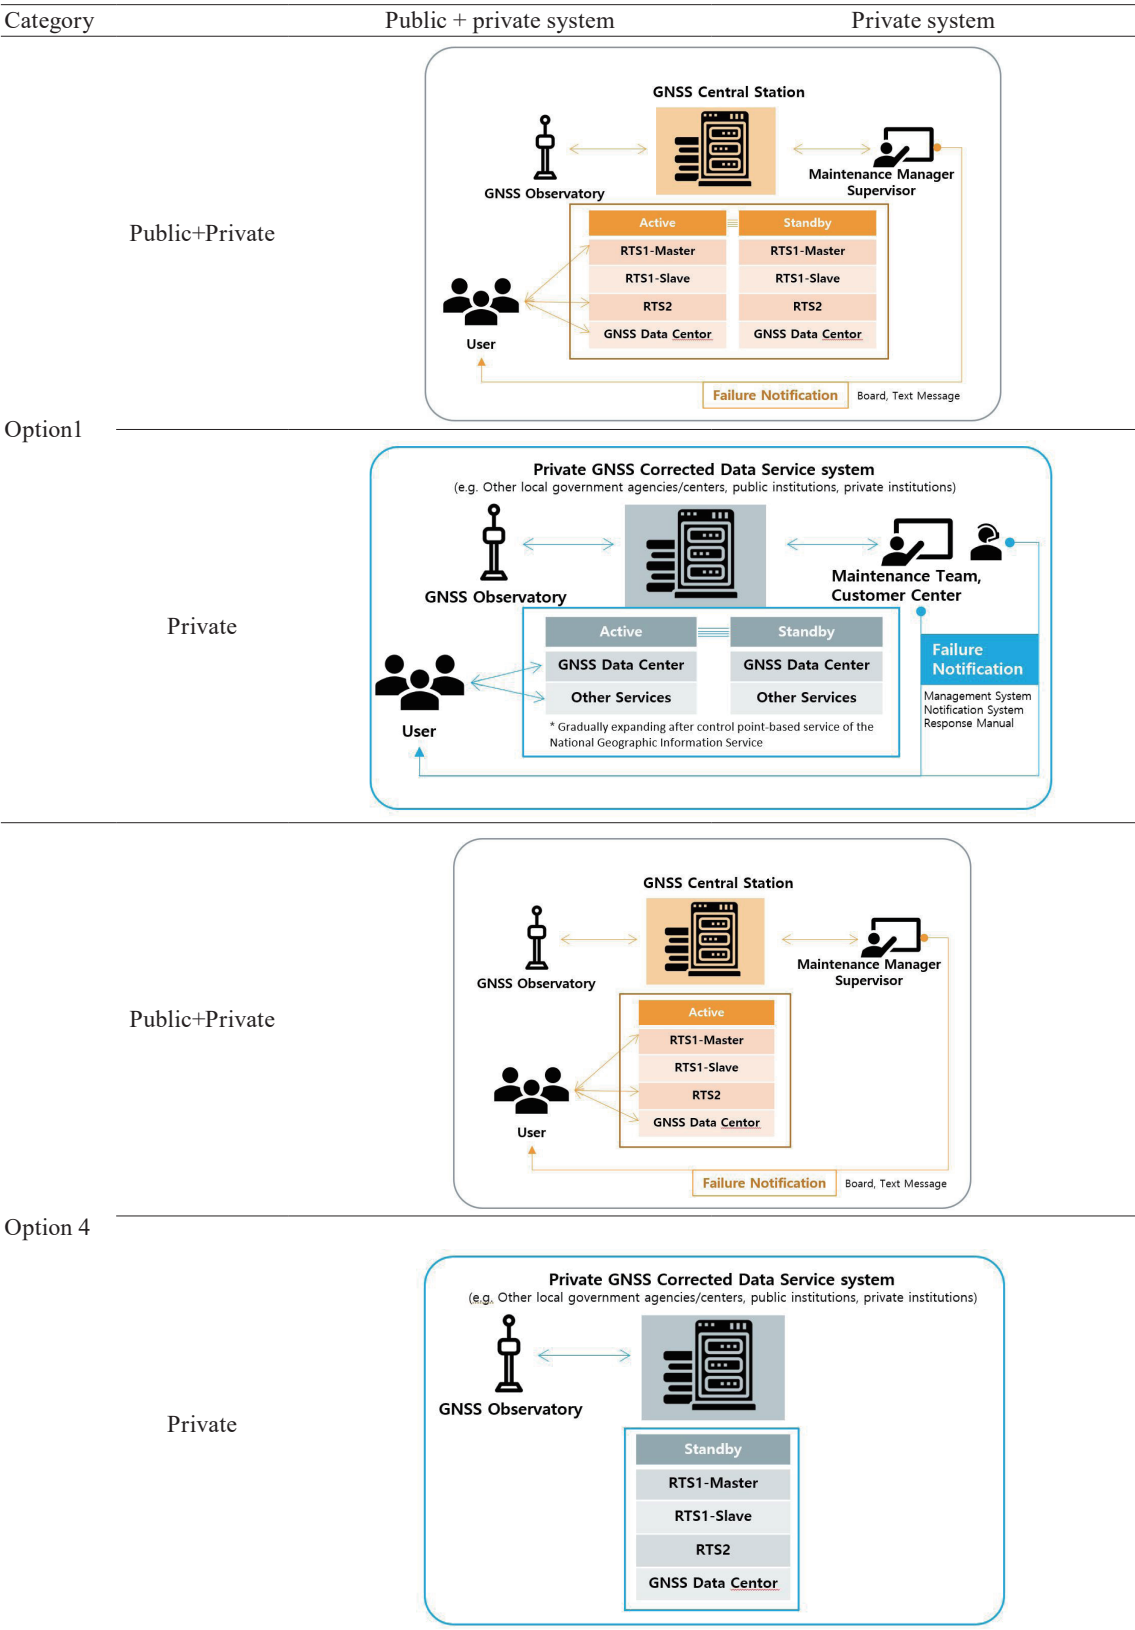 Category Public + private system Private system
GNSS Central Station
GNSS Observatory
Maintenance Manager
Supervisor
Public+Private
Active Standby
RTS1-Master RTS1-Master
RTS1-Slave RTS1-Slave
RTS2 RTS2
GNSS Data Centor GNSS Data Centor
User
Failure Notification Board, Text Message
Option1
Private GNSS Corrected Data Service system
(e.g. Other local government agencies/centers, public institutions, private institutions)
GNSS Observatory
Maintenance Team,
Customer Center
Private
Active Standby
GNSS Data Center GNSS Data Center
Other Services Other Services
* Gradually expanding after control point-based service of the
National Geographic Information Service
User
Failure
Notification
Management System
Notification System
Response Manual
GNSS Central Station
GNSS Observatory
Maintenance Manager
Supervisor
Public+Private
Active
RTS1-Master
RTS1-Slave
RTS2
GNSS Data Centor
User
Failure Notification Board, Text Message
Option 4
Private GNSS Corrected Data Service system
(e.g. Other local government agencies/centers, public institutions, private institutions)
GNSS Observatory
Private
Standby
RTS1-Master
RTS1-Slave
RTS2
GNSS Data Centor